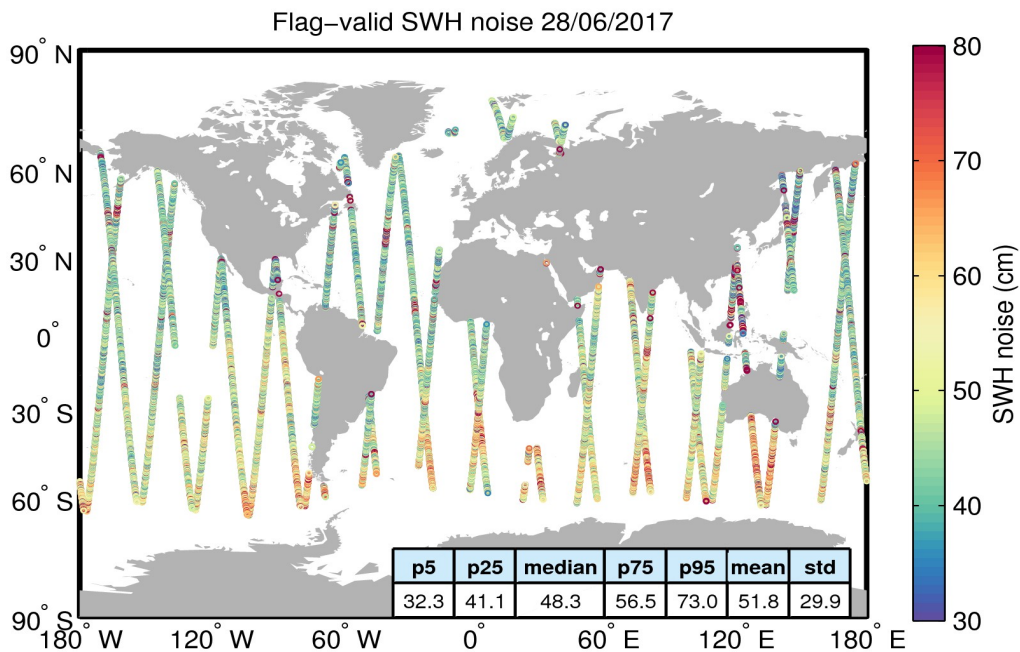 Flag−valid SWH noise 28/06/2017
90° N
60° N
30° N
0°
30° S
60° S
90° S
180° W
120° W
60° W
0°
60° E
120° E
180° E
p5 p25 median p75 p95 mean std
32.3 41.1 48.3 56.5 73.0 51.8 29.9
80
70
60
50
40
30
SWH noise (cm)